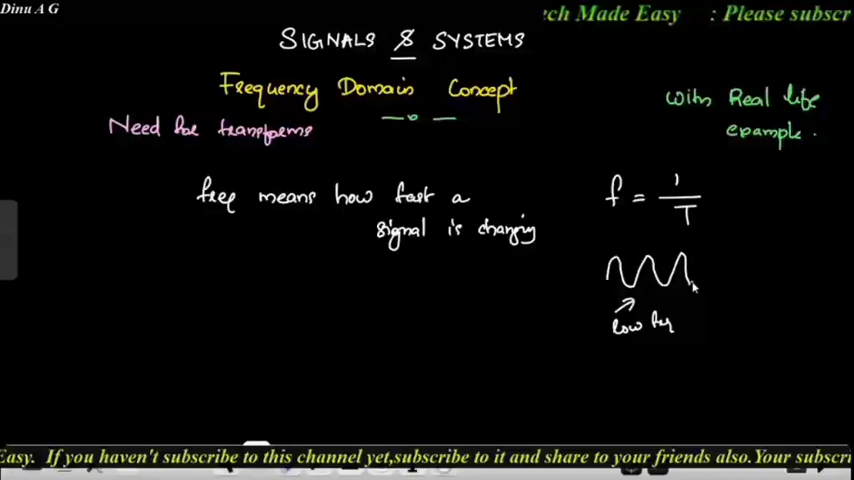 Dinu A G
ch Made Easy : Please subscr
SIGNALS & SYSTEMS
Frequency Domain Concept
with Real life
example.
Need for transforms
freq means how fast a
signal is changing
f = 1
T
low freq
Easy. If you haven't subscribe to this channel yet,subscribe to it and share to your friends also.Your subscr